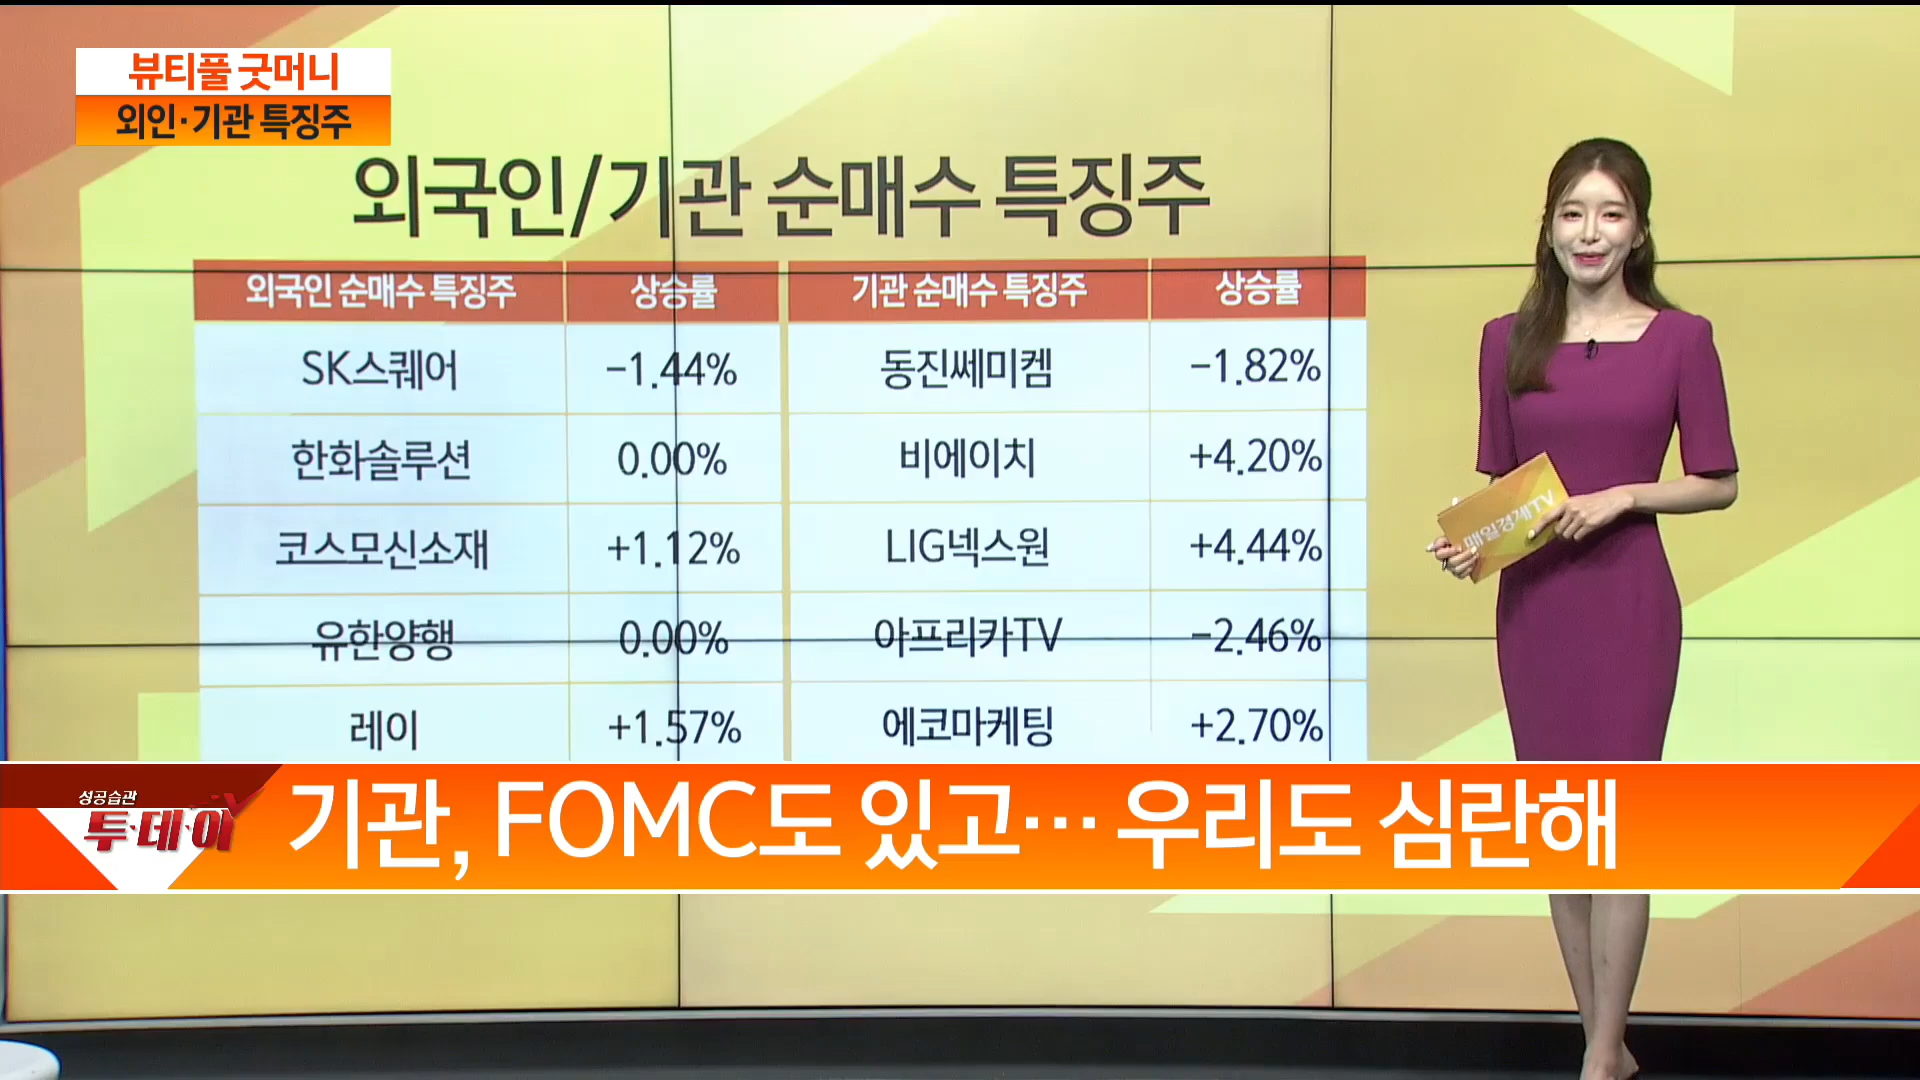 뷰티풀 굿머니
외인·기관 특징주
외국인/기관 순매수 특징주
외국인 순매수 특징주 상승률 기관 순매수 특징주 상승률
SK스퀘어 -1.44% 동진쎄미켐 -1.82%
한화솔루션 0.00% 비에이치 +4.20%
코스모신소재 +1.12% LIG넥스원 +4.44%
유한양행 0.00% 아프리카TV -2.46%
레이 +1.57% 에코마케팅 +2.70%
매일경제TV
성공습관
투·데·이
기관, FOMC도 있고… 우리도 심란해